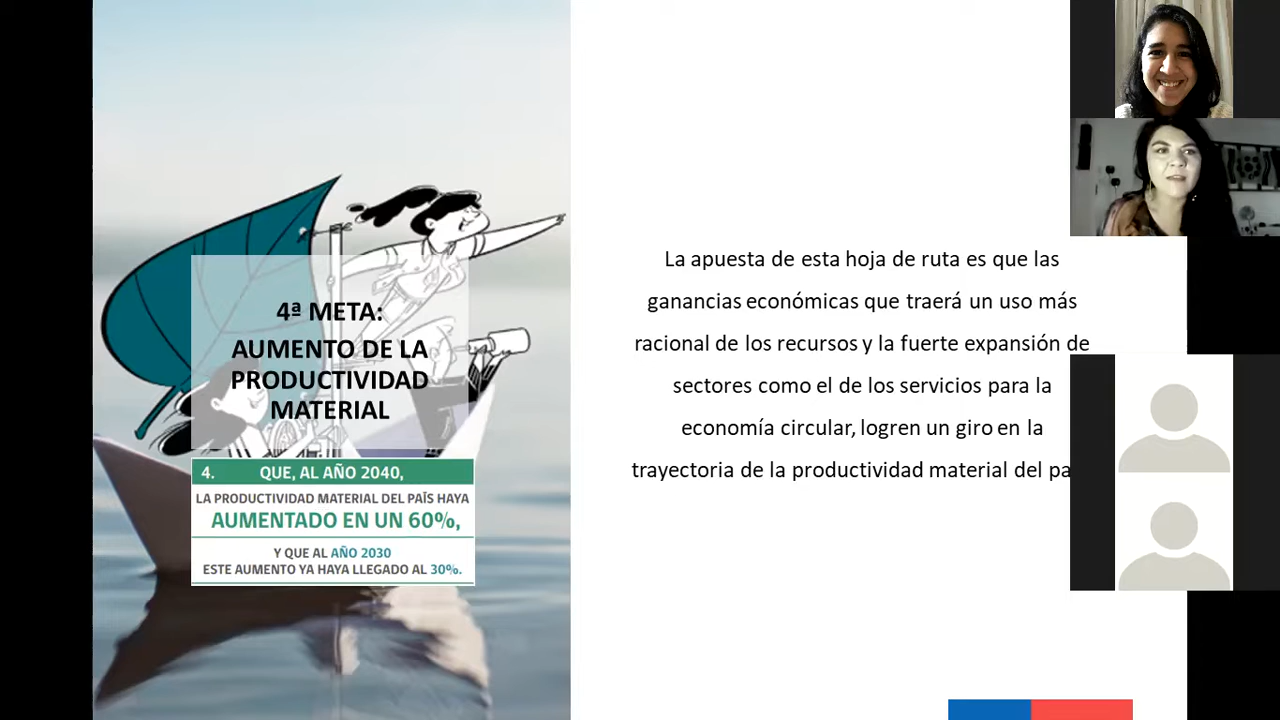 4ª META:
AUMENTO DE LA
PRODUCTIVIDAD
MATERIAL
4. QUE, AL AÑO 2040,
LA PRODUCTIVIDAD MATERIAL DEL PAÍS HAYA
AUMENTADO EN UN 60%,
Y QUE AL AÑO 2030
ESTE AUMENTO YA HAYA LLEGADO AL 30%.
La apuesta de esta hoja de ruta es que las
ganancias económicas que traerá un uso más
racional de los recursos y la fuerte expansión de
sectores como el de los servicios para la
economía circular, logren un giro en la
trayectoria de la productividad material del pa